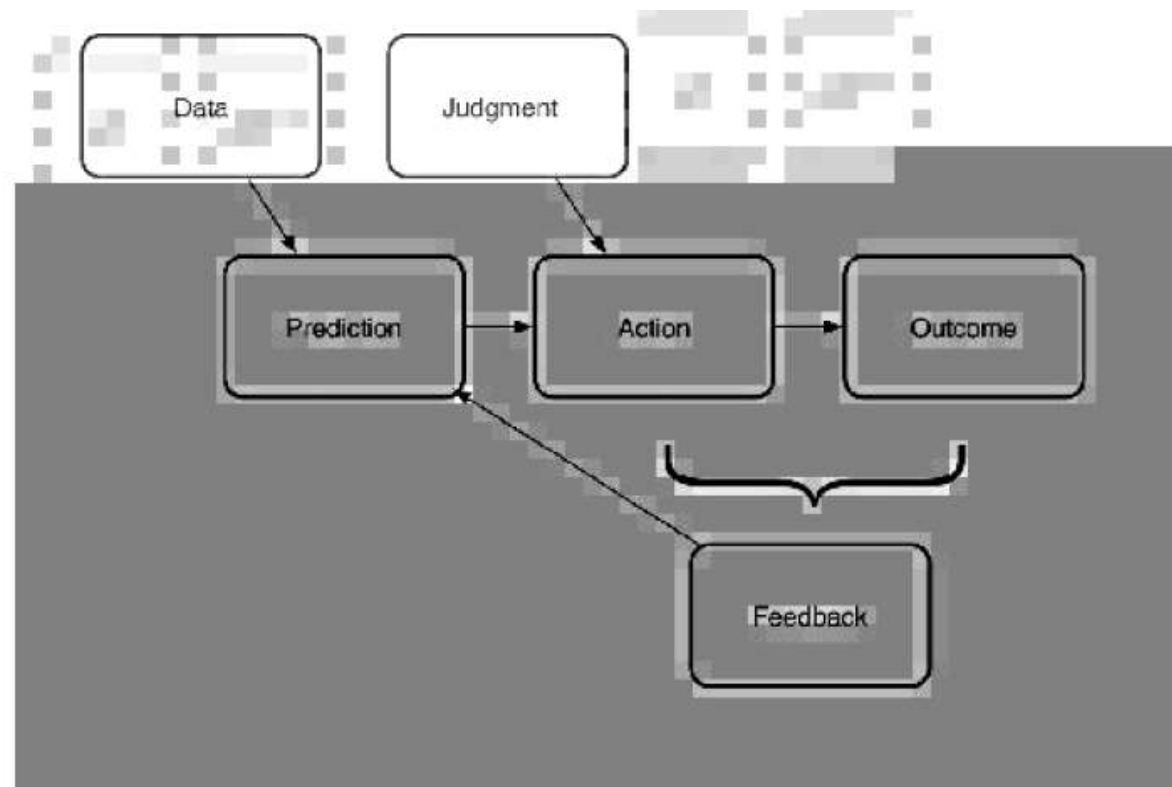 Data
Judgment
Prediction
Action
Outcome
Feedback